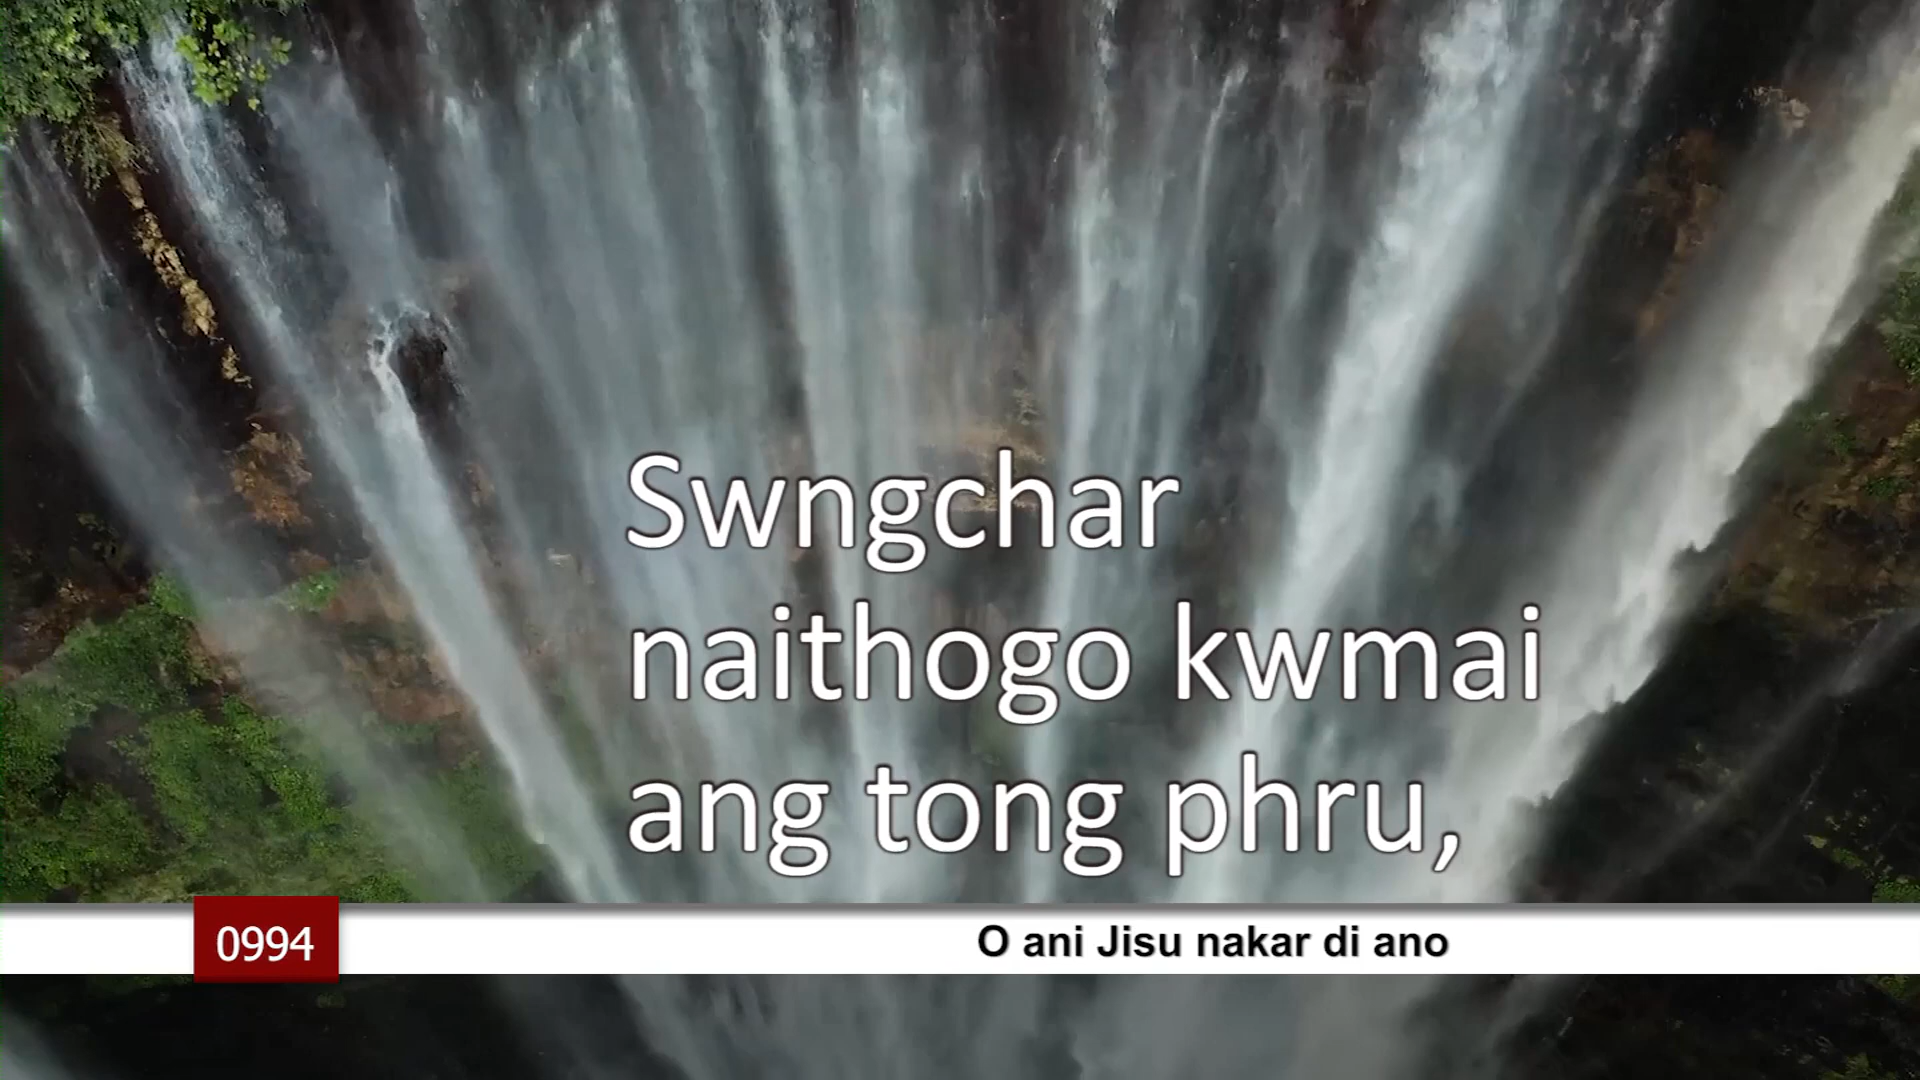 Swngchar
naithogo kwmai
ang tong phru,
0994
O ani Jisu nakar di ano